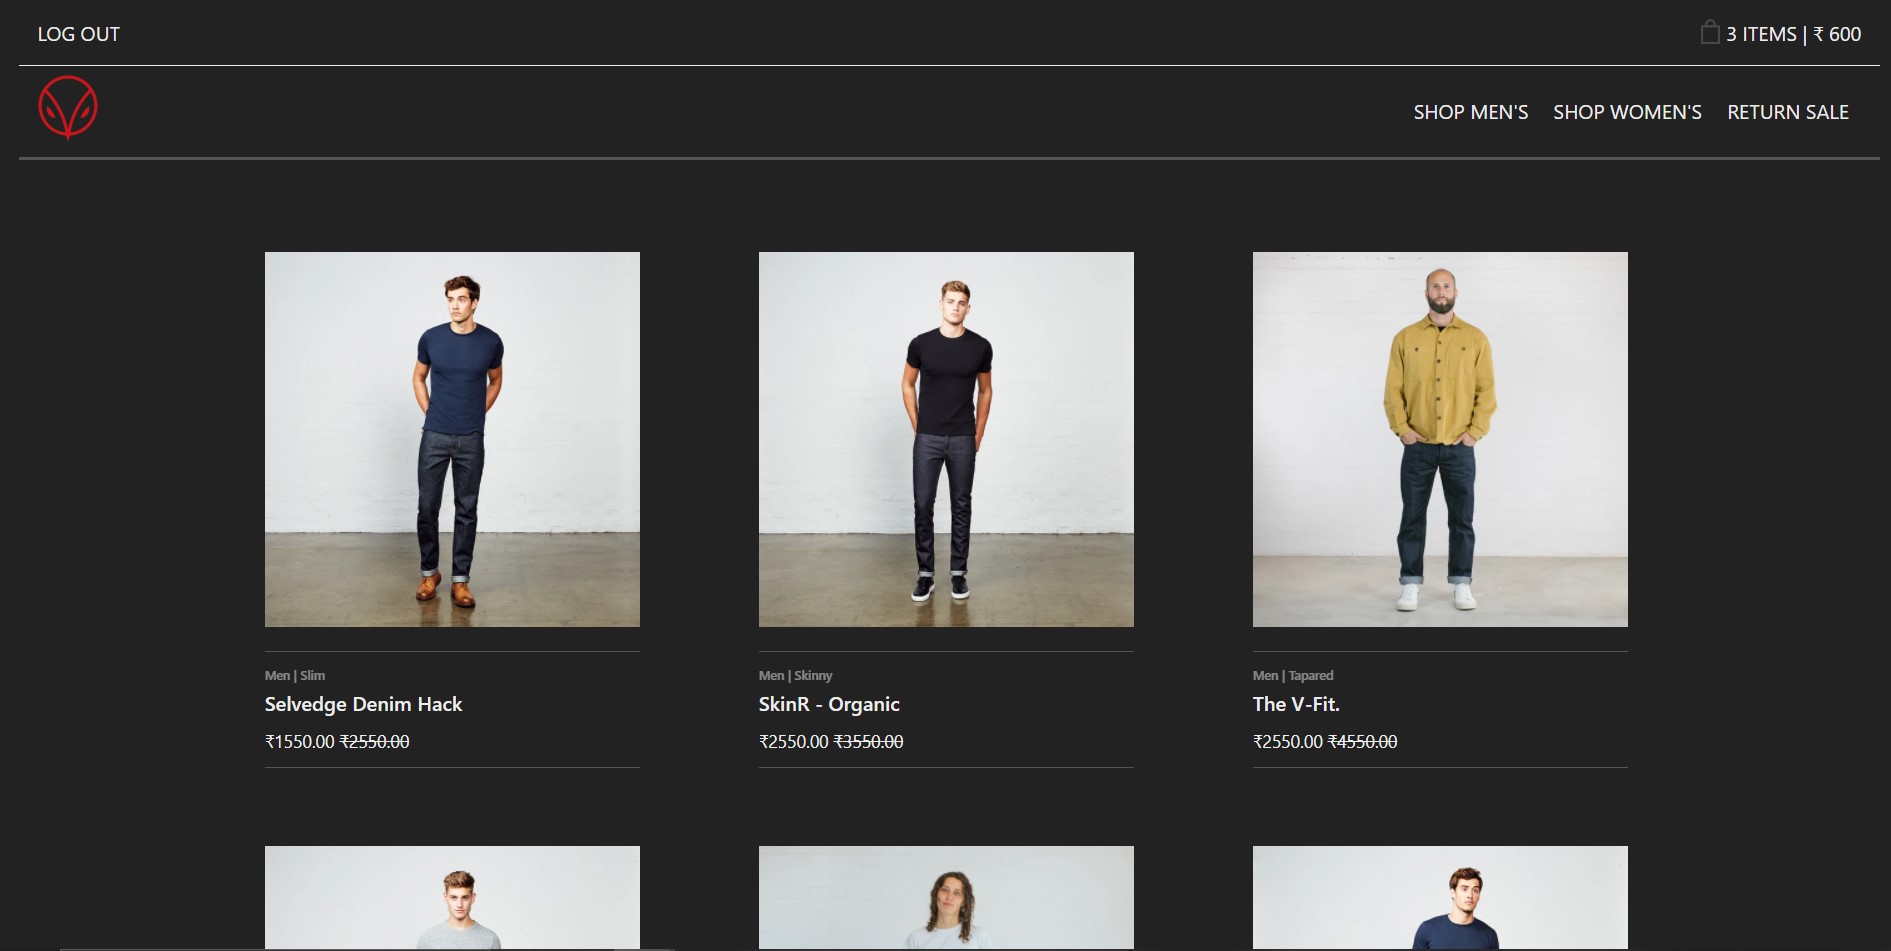 LOG OUT
3 ITEMS | ₹ 600
SHOP MEN'S SHOP WOMEN'S RETURN SALE
Men | Slim
Selvedge Denim Hack
₹1550.00 ₹2550.00
Men | Skinny
SkinR - Organic
₹2550.00 ₹3550.00
Men | Tapared
The V-Fit.
₹2550.00 ₹4550.00